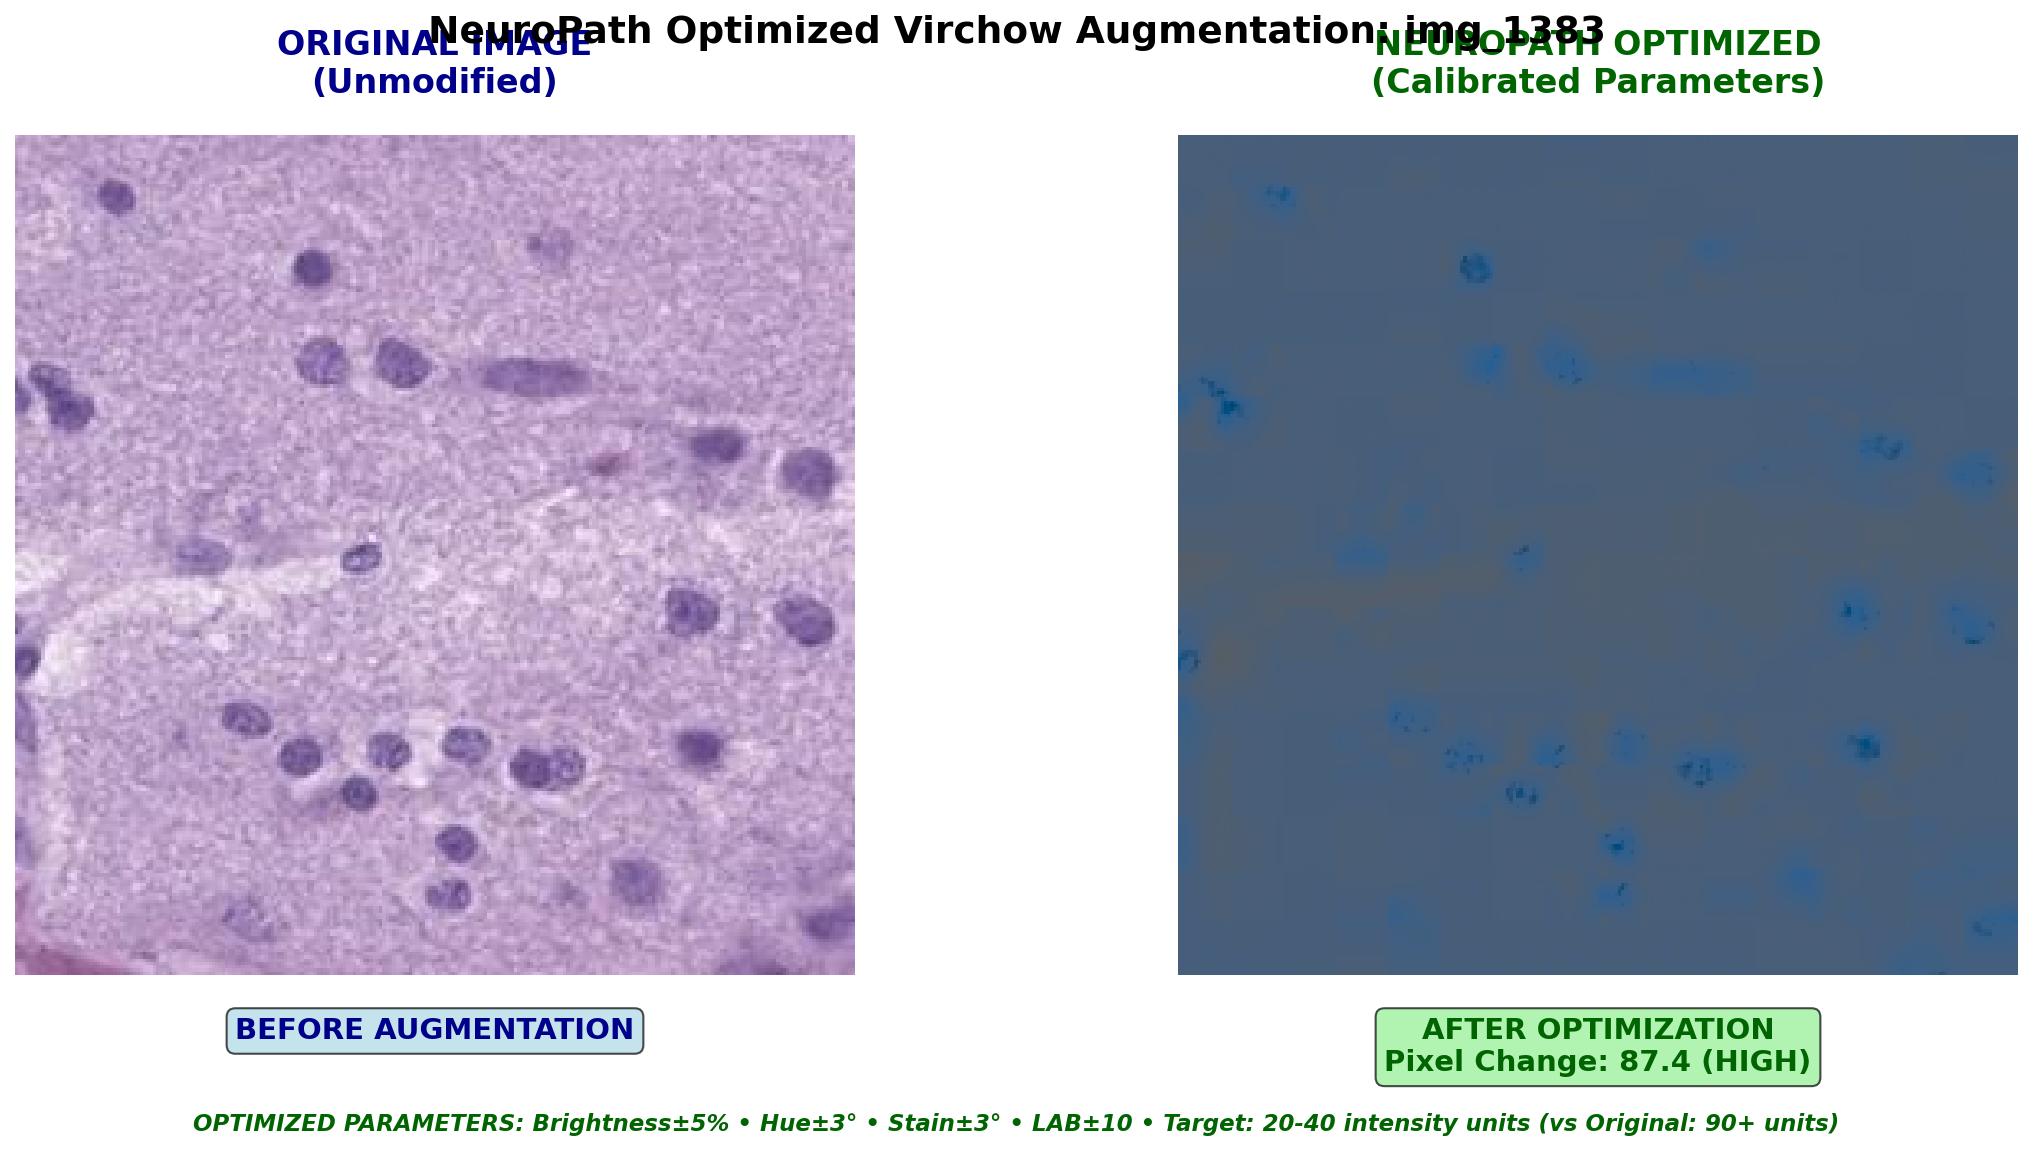 NeuroPath Optimized Virchow Augmentation: img_1383
ORIGINAL IMAGE
(Unmodified)
NEUROPATH OPTIMIZED
(Calibrated Parameters)
BEFORE AUGMENTATION
AFTER OPTIMIZATION
Pixel Change: 87.4 (HIGH)
OPTIMIZED PARAMETERS: Brightness±5% • Hue±3° • Stain±3° • LAB±10 • Target: 20-40 intensity units (vs Original: 90+ units)